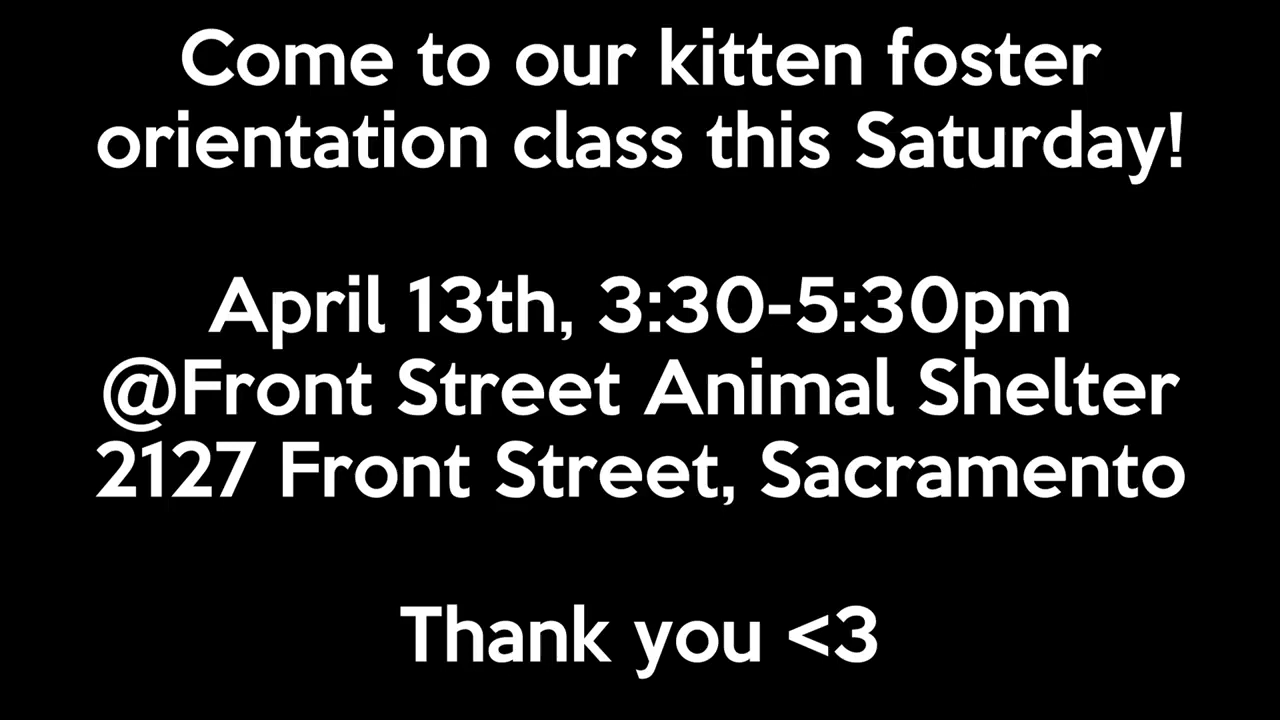 Come to our kitten foster
orientation class this Saturday!
April 13th, 3:30-5:30pm
@Front Street Animal Shelter
2127 Front Street, Sacramento
Thank you <3